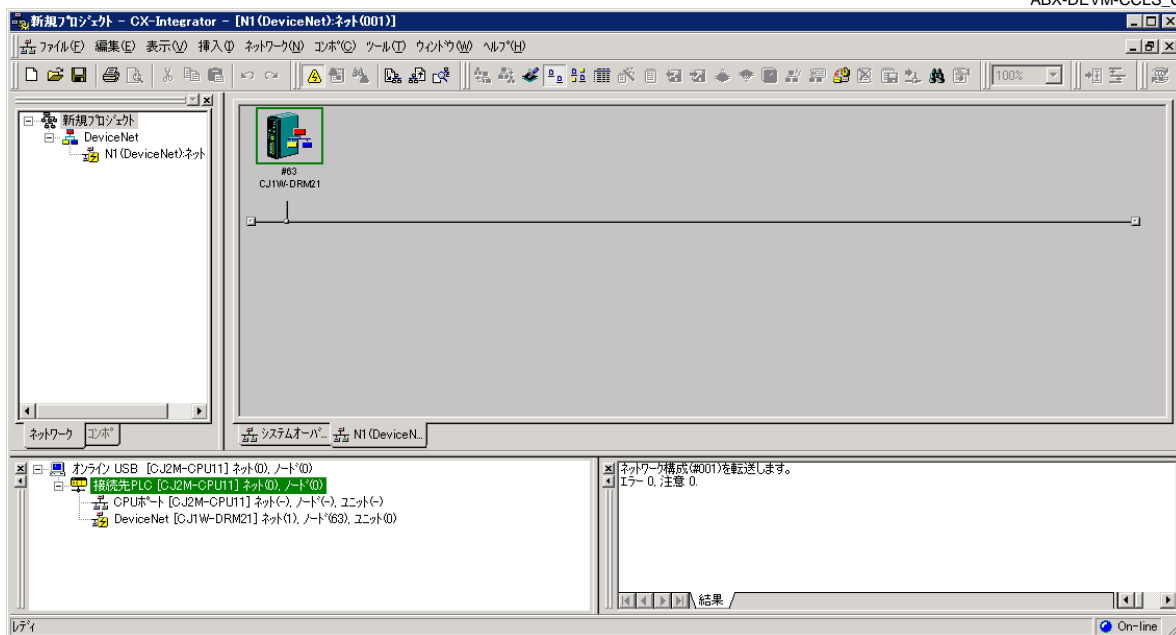 ABX-DEVM-CCLS_
新規ﾌﾟﾛｼﾞｪｸﾄ - CX-Integrator - [N1(DeviceNet):ﾈｯﾄ(001)]
ﾌｧｲﾙ(F) 編集(E) 表示(V) 挿入(I) ﾈｯﾄﾜｰｸ(N) ｺﾝﾎﾟ(C) ﾂｰﾙ(T) ｳｨﾝﾄﾞｳ(W) ﾍﾙﾌﾟ(H)
100%
新規ﾌﾟﾛｼﾞｪｸﾄ
DeviceNet
N1(DeviceNet):ﾈｯﾄ
#63
CJ1W-DRM21
ﾈｯﾄﾜｰｸ ｺﾝﾎﾟ
ｼｽﾃﾑｵｰﾊﾞ... N1(DeviceN...
ｵﾝﾗｲﾝ USB [CJ2M-CPU11] ﾈｯﾄ(0), ﾉｰﾄﾞ(0)
接続先PLC [CJ2M-CPU11] ﾈｯﾄ(0), ﾉｰﾄﾞ(0)
CPUﾎﾟｰﾄ [CJ2M-CPU11] ﾈｯﾄ(-), ﾉｰﾄﾞ(-), ﾕﾆｯﾄ(-)
DeviceNet [CJ1W-DRM21] ﾈｯﾄ(1), ﾉｰﾄﾞ(63), ﾕﾆｯﾄ(0)
ﾈｯﾄﾜｰｸ構成(#001)を転送します。
ｴﾗｰ 0, 注意 0.
結果
ﾚﾃﾞｨ
On-line